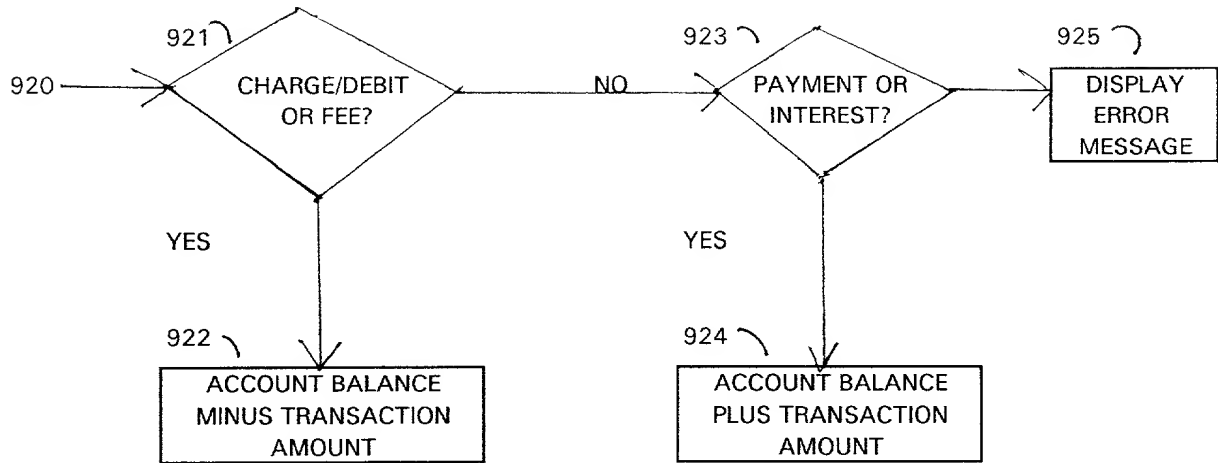 921
923
925
920
CHARGE/DEBIT
OR FEE?
NO
PAYMENT OR
INTEREST?
DISPLAY
ERROR
MESSAGE
YES
YES
922
924
ACCOUNT BALANCE
MINUS TRANSACTION
AMOUNT
ACCOUNT BALANCE
PLUS TRANSACTION
AMOUNT